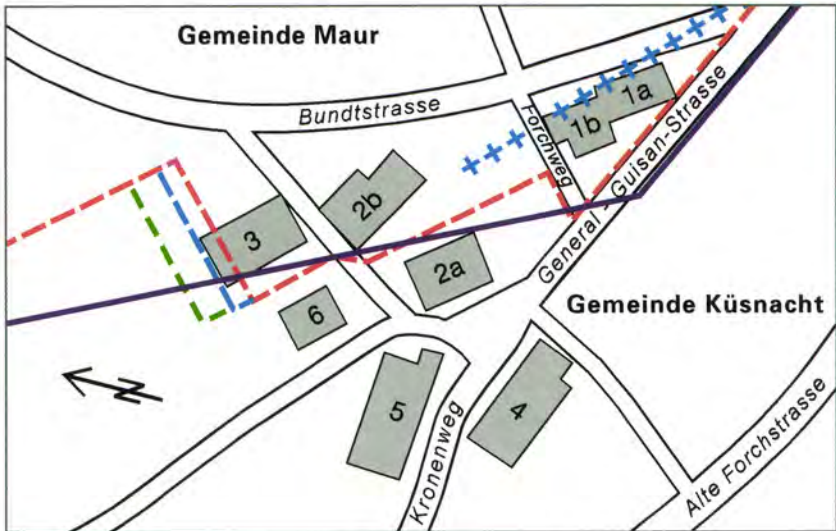 Gemeinde Maur
Bundtstrasse
1a
1b
Forchweg
General-Guisan-Strasse
2b
3
2a
6
Gemeinde Küsnacht
N
5
4
Kronenweg
Alte Forchstrasse